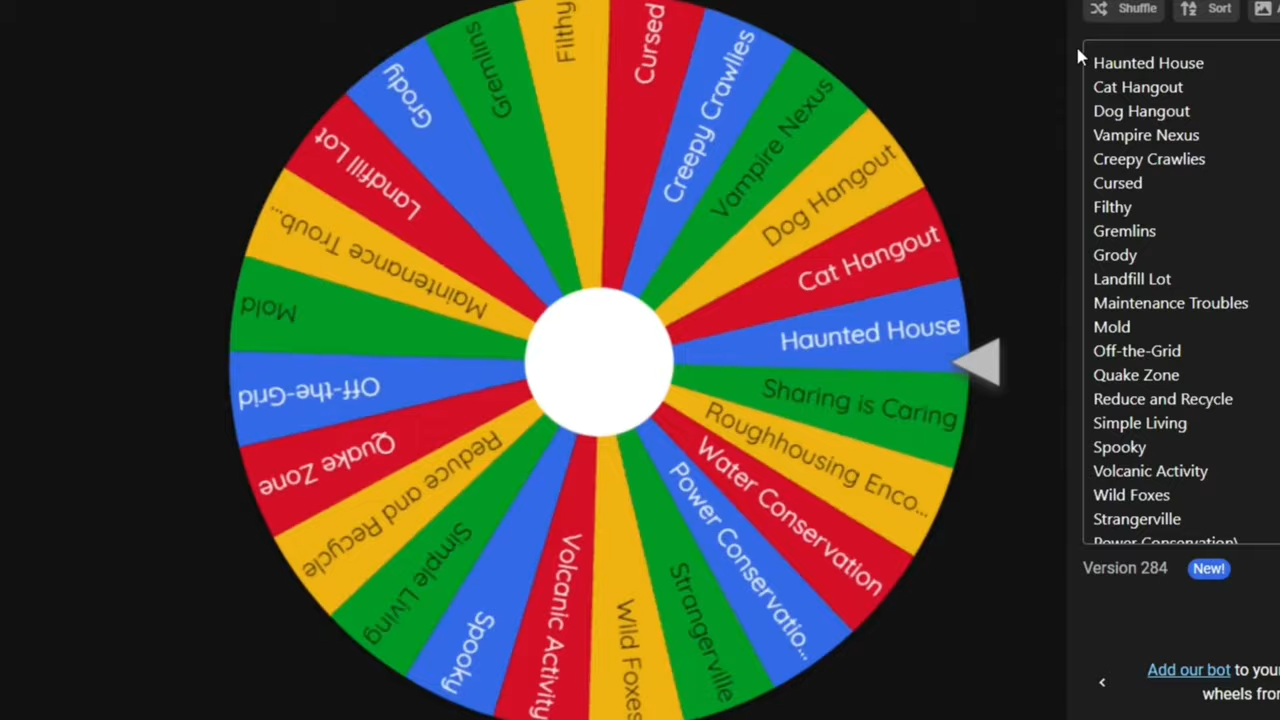 Shuffle
Sort
Haunted House
Cat Hangout
Dog Hangout
Vampire Nexus
Creepy Crawlies
Cursed
Filthy
Gremlins
Grody
Landfill Lot
Maintenance Troub...
Mold
Off-the-Grid
Quake Zone
Reduce and Recycle
Simple Living
Spooky
Volcanic Activity
Wild Foxes
Strangerville
Power Conservatio...
Water Conservation
Roughhousing Enco...
Sharing is Caring
Haunted House
Cat Hangout
Dog Hangout
Vampire Nexus
Creepy Crawlies
Cursed
Filthy
Gremlins
Grody
Landfill Lot
Maintenance Troubles
Mold
Off-the-Grid
Quake Zone
Reduce and Recycle
Simple Living
Spooky
Volcanic Activity
Wild Foxes
Strangerville
Power Conservation)
Version 284
New!
Add our bot to your
wheels from